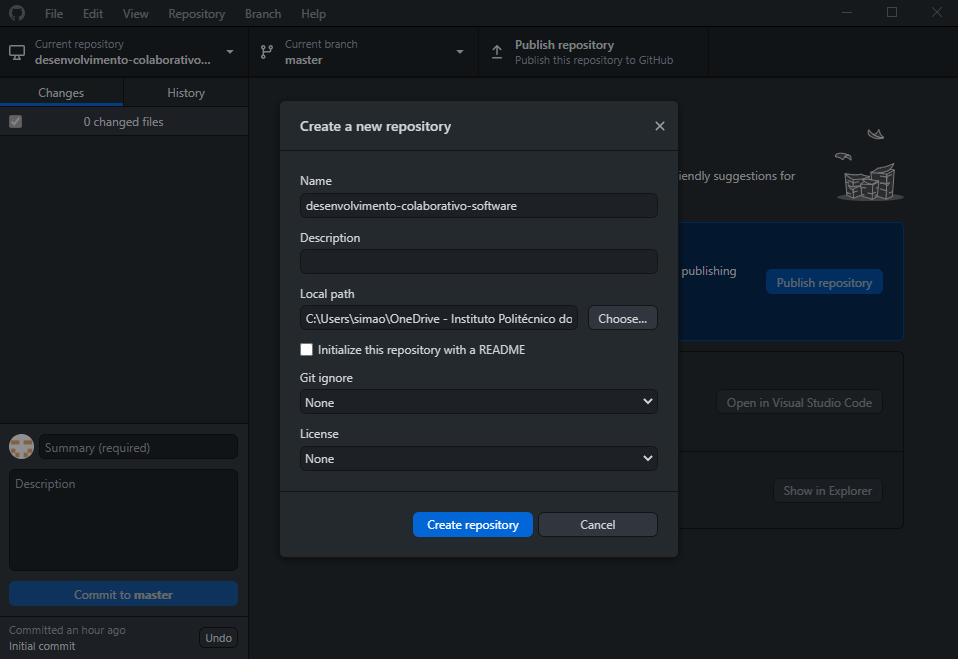 File Edit View Repository Branch Help
Current repository
desenvolvimento-colaborativo...
Current branch
master
Publish repository
Publish this repository to GitHub
Changes History
0 changed files
Create a new repository
Name
desenvolvimento-colaborativo-software
Description
Local path
C:\Users\simao\OneDrive - Instituto Politécnico do
Choose...
Initialize this repository with a README
Git ignore
None
License
None
Create repository Cancel
iendly suggestions for
publishing
Publish repository
Open in Visual Studio Code
Show in Explorer
Summary (required)
Description
Commit to master
Committed an hour ago
Initial commit
Undo